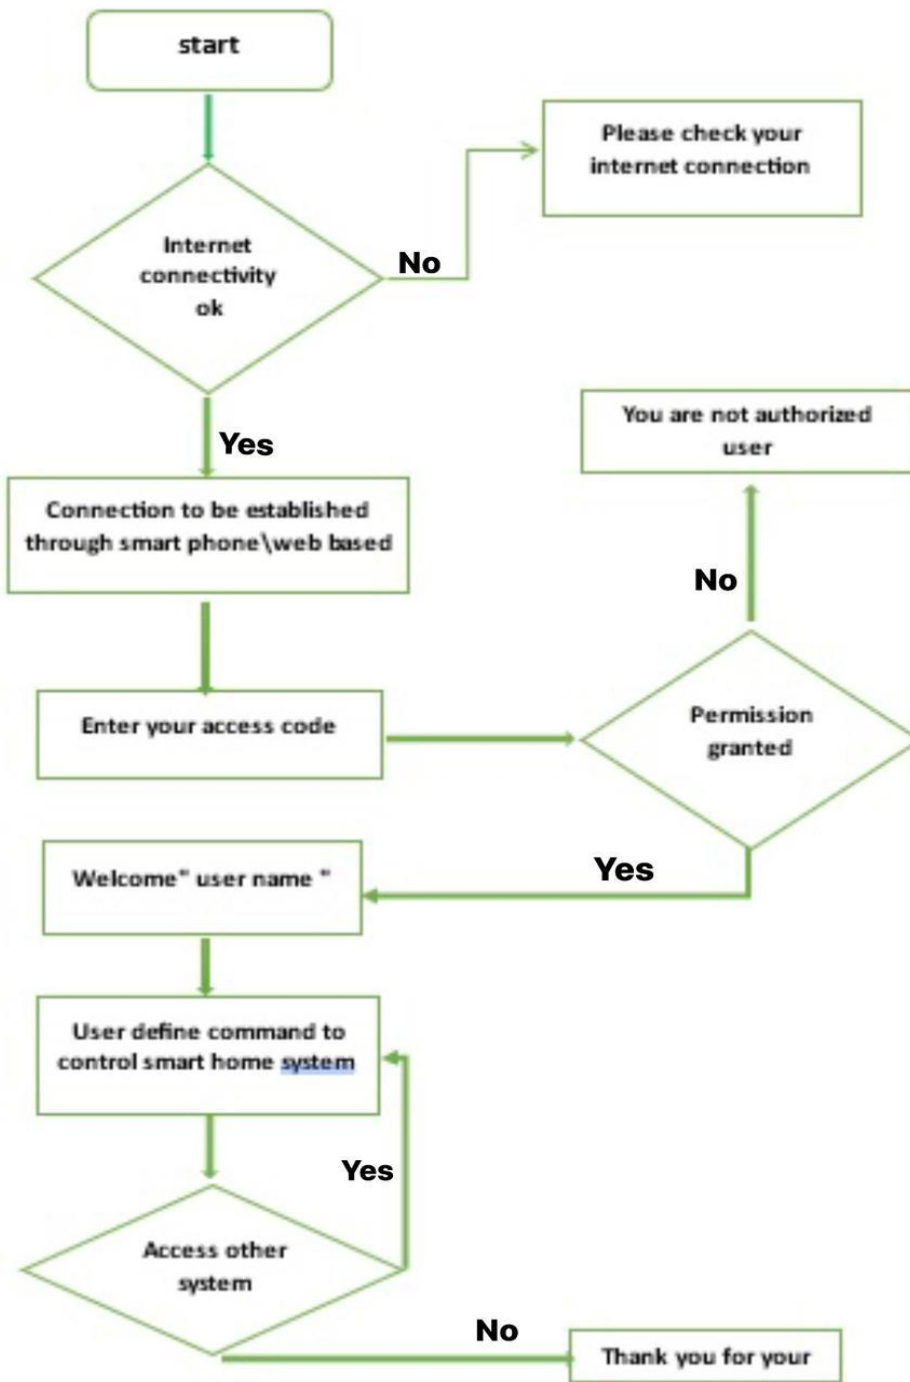 start
Please check your
internet connection
Internet
connectivity
ok
No
Yes
You are not authorized
user
Connection to be established
through smart phone\web based
No
Enter your access code
Permission
granted
Yes
Welcome" user name "
User define command to
control smart home system
Yes
Access other
system
No
Thank you for your